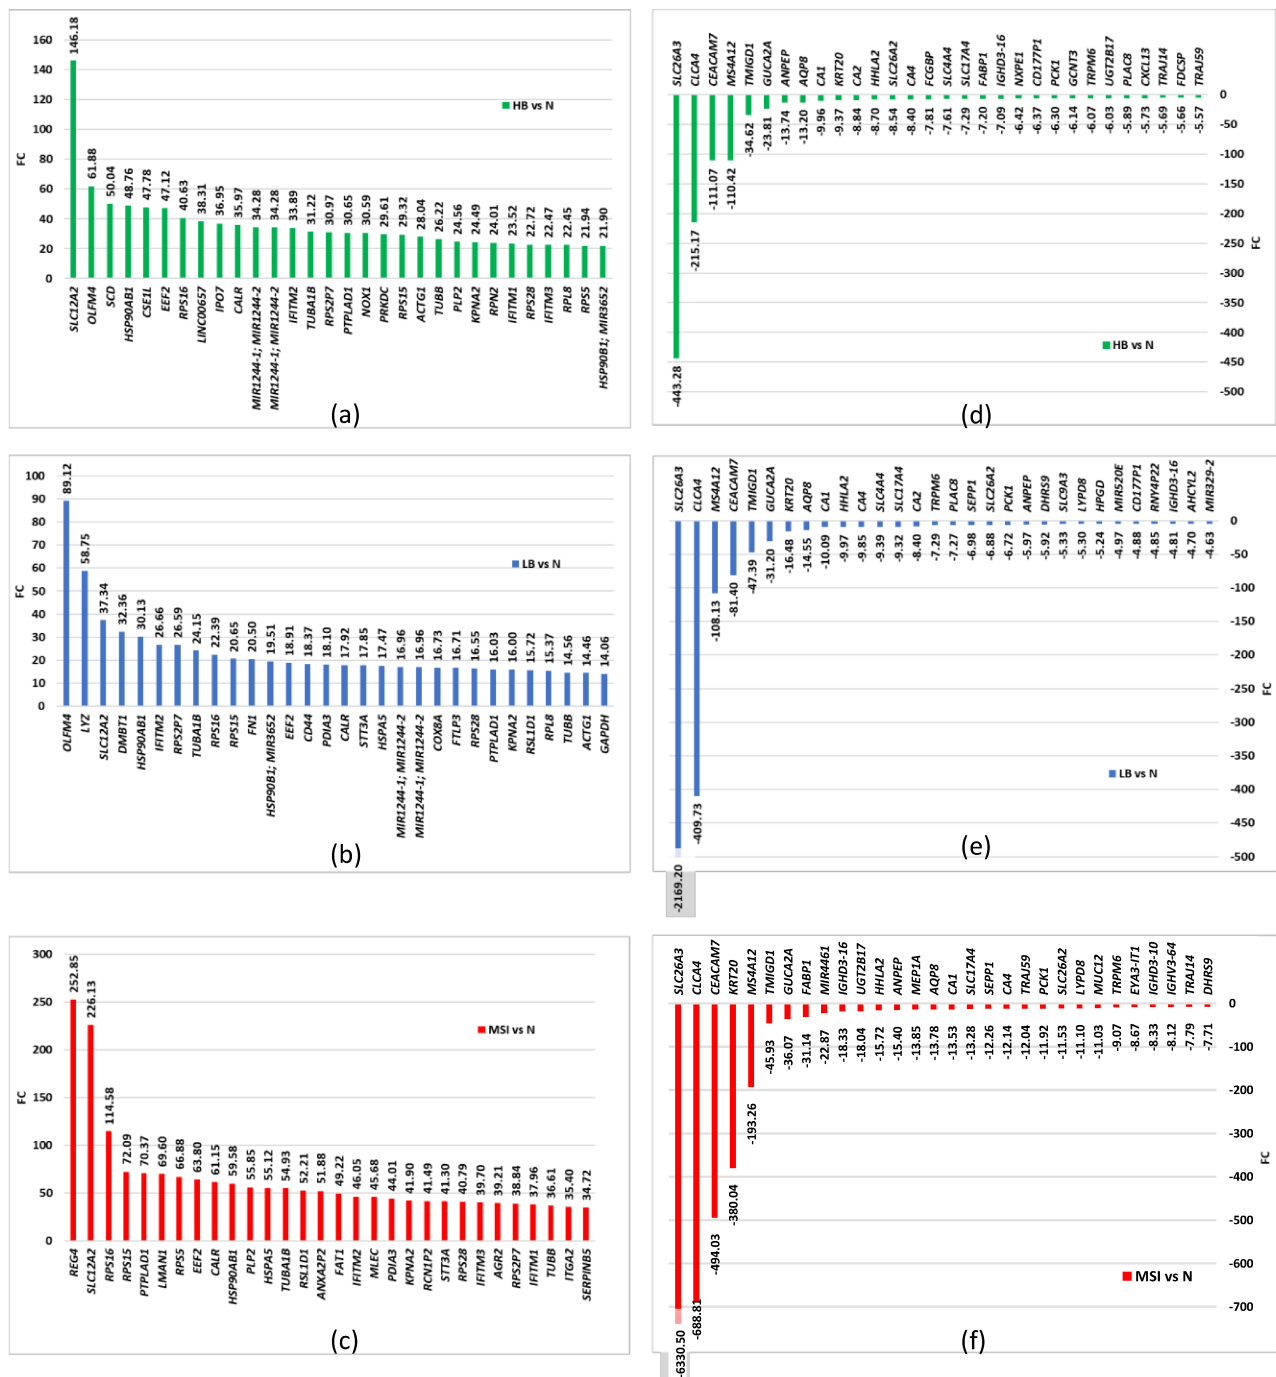 FC
160
140
120
100
80
60
40
20
0
146.18
61.88
50.04
48.76
47.78
47.12
40.63
38.31
36.95
35.97
34.28
34.28
33.89
31.22
30.97
30.65
30.59
29.61
29.32
28.04
26.22
24.56
24.49
24.01
23.52
22.72
22.47
22.45
21.94
21.90
HB vs N
SLC12A2
OLFM4
SCD
HSP90AB1
CSE1L
EEF2
RPS16
LINC00657
IPO7
CALR
MIR1244-1; MIR1244-2
MIR1244-1; MIR1244-2
IFITM2
TUBA1B
RPS2P7
PTPLAD1
NOX1
PRKDC
RPS15
ACTG1
TUBB
PLP2
KPNA2
RPN2
IFITM1
RPS28
IFITM3
RPL8
RPS5
HSP90B1; MIR3652
(a)
SLC26A3
CLCA4
CEACAM7
MS4A12
TMIGD1
GUCA2A
ANPEP
AQP8
CA1
KRT20
CA2
HHLA2
SLC26A2
CA4
FCGBP
SLC4A4
SLC17A4
FABP1
IGHD3-16
NXPE1
CD177P1
PCK1
GCNT3
TRPM6
UGT2B17
PLAC8
CXCL13
TRAJ14
FDCSP
TRAJ59
-443.28
-215.17
-111.07
-110.42
-34.62
-23.81
-13.74
-13.20
-9.96
-9.37
-8.84
-8.70
-8.54
-8.40
-7.81
-7.61
-7.29
-7.20
-7.09
-6.42
-6.37
-6.30
-6.14
-6.07
-6.03
-5.89
-5.73
-5.69
-5.66
-5.57
0
-50
-100
-150
-200
-250
-300
-350
-400
-450
-500
FC
HB vs N
(d)
FC
100
90
80
70
60
50
40
30
20
10
0
89.12
58.75
37.34
32.36
30.13
26.66
26.59
24.15
22.39
20.65
20.50
19.51
18.91
18.37
18.10
17.92
17.85
17.47
16.96
16.96
16.73
16.71
16.55
16.03
16.00
15.72
15.37
14.56
14.46
14.06
LB vs N
OLFM4
LYZ
SLC12A2
DMBT1
HSP90AB1
IFITM2
RPS2P7
TUBA1B
RPS16
RPS15
FN1
HSP90B1; MIR3652
EEF2
CD44
PDIA3
CALR
STT3A
HSPA5
MIR1244-1; MIR1244-2
MIR1244-1; MIR1244-2
COX8A
FTLP3
RPS28
PTPLAD1
KPNA2
RSL1D1
RPL8
TUBB
ACTG1
GAPDH
(b)
SLC26A3
CLCA4
MS4A12
CEACAM7
TMIGD1
GUCA2A
KRT20
AQP8
CA1
HHLA2
CA4
SLC4A4
SLC17A4
CA2
TRPM6
PLAC8
SEPP1
SLC26A2
PCK1
ANPEP
DHRS9
SLC9A3
LYPD8
HPGD
MIR520E
CD177P1
RNY4P22
IGHD3-16
AHCYL2
MIR329-2
-2169.20
-409.73
-108.13
-81.40
-47.39
-31.20
-16.48
-14.55
-10.09
-9.97
-9.85
-9.39
-9.32
-8.40
-7.29
-7.27
-6.98
-6.88
-6.72
-5.97
-5.92
-5.33
-5.30
-5.24
-4.97
-4.88
-4.85
-4.81
-4.70
-4.63
0
-50
-100
-150
-200
-250
-300
-350
-400
-450
-500
FC
LB vs N
(e)
FC
300
250
200
150
100
50
0
252.85
226.13
114.58
72.09
70.37
69.60
66.88
63.80
61.15
59.58
55.85
55.12
54.93
52.21
51.88
49.22
46.05
45.68
44.01
41.90
41.49
41.30
40.79
39.70
39.21
38.84
37.96
36.61
35.40
34.72
MSI vs N
REG4
SLC12A2
RPS16
RPS15
PTPLAD1
LMAN1
RPS5
EEF2
CALR
HSP90AB1
PLP2
HSPA5
TUBA1B
RSL1D1
ANXA2P2
FAT1
IFITM2
MLEC
PDIA3
KPNA2
RCN1P2
STT3A
RPS28
IFITM3
AGR2
RPS2P7
IFITM1
TUBB
ITGA2
SERPINB5
(c)
SLC26A3
CLCA4
CEACAM7
KRT20
MS4A12
TMIGD1
GUCA2A
FABP1
MIR4461
IGHD3-16
UGT2B17
HHLA2
ANPEP
MEP1A
AQP8
CA1
SLC17A4
SEPP1
CA4
TRAJ59
PCK1
SLC26A2
LYPD8
MUC12
TRPM6
EYA3-IT1
IGHD3-10
IGHV3-64
TRAJ14
DHRS9
-6330.50
-688.81
-494.03
-380.04
-193.26
-45.93
-36.07
-31.14
-22.87
-18.33
-18.04
-15.72
-15.40
-13.85
-13.78
-13.53
-13.28
-12.26
-12.14
-12.04
-11.92
-11.53
-11.10
-11.03
-9.07
-8.67
-8.33
-8.12
-7.79
-7.71
0
-100
-200
-300
-400
-500
-600
-700
FC
MSI vs N
(f)